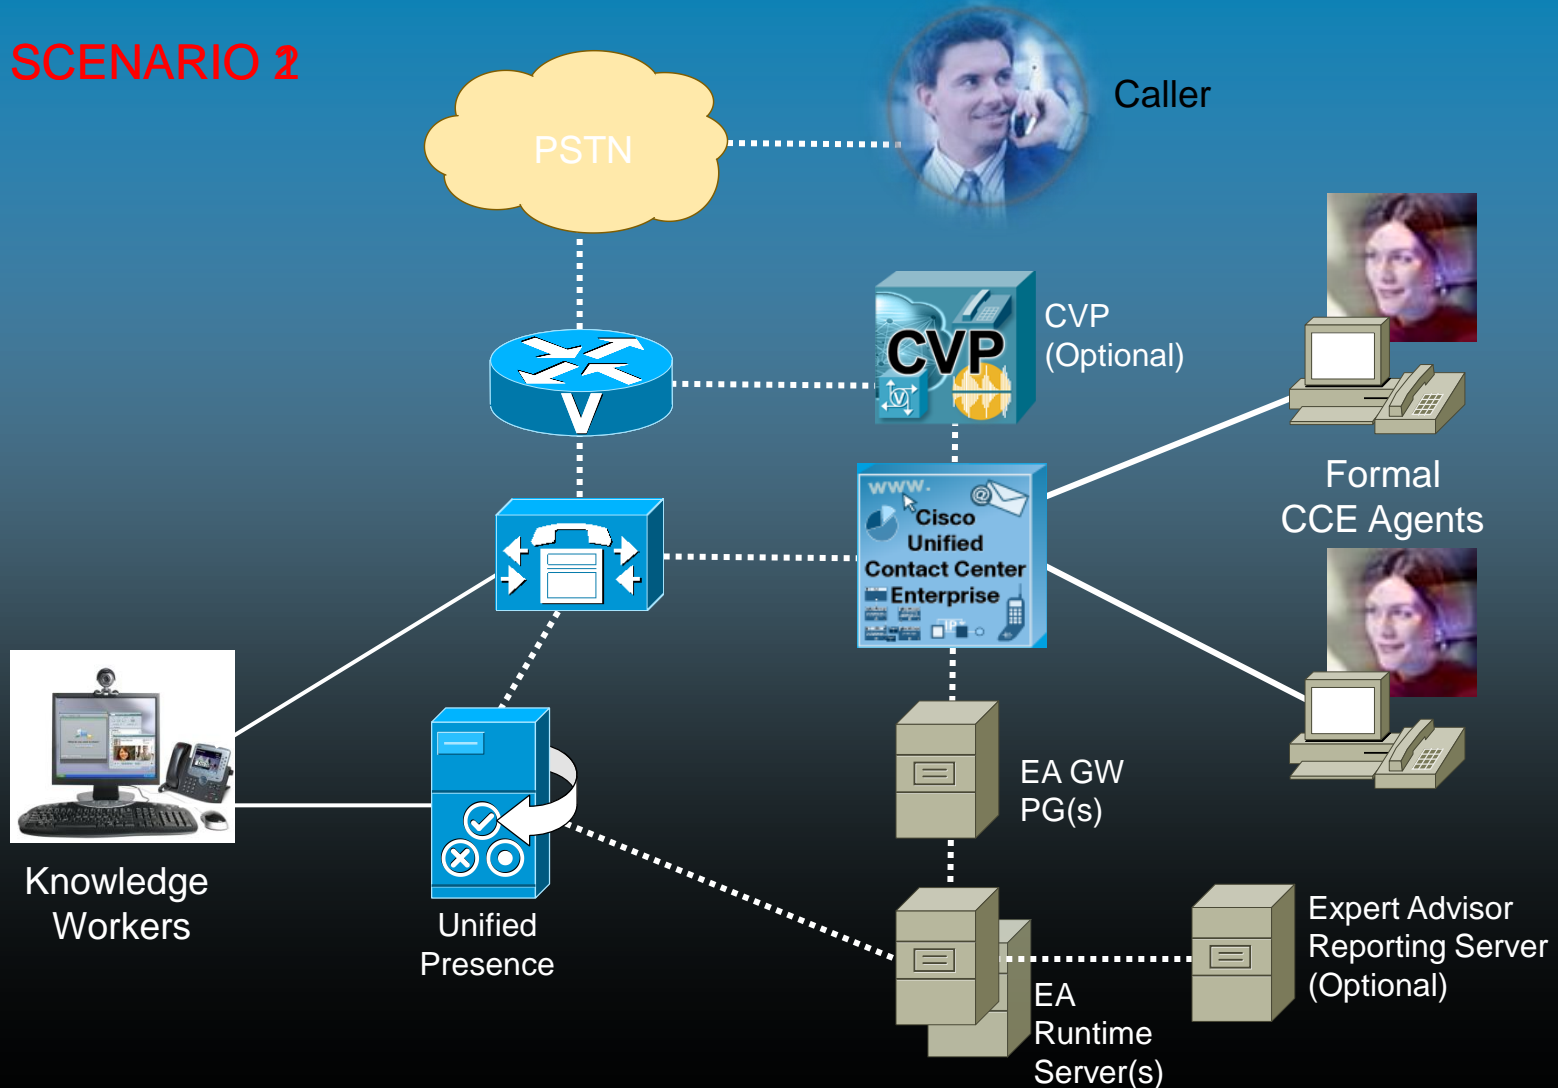 SCENARIO
PSTN
Caller
CVP
CVP
(Optional)
V
V
www.
@
Cisco
Unified
Contact Center
Enterprise
IP
Formal
CCE Agents
Knowledge
Workers
Unified
Presence
EA GW
PG(s)
EA
Runtime
Server(s)
Expert Advisor
Reporting Server
(Optional)